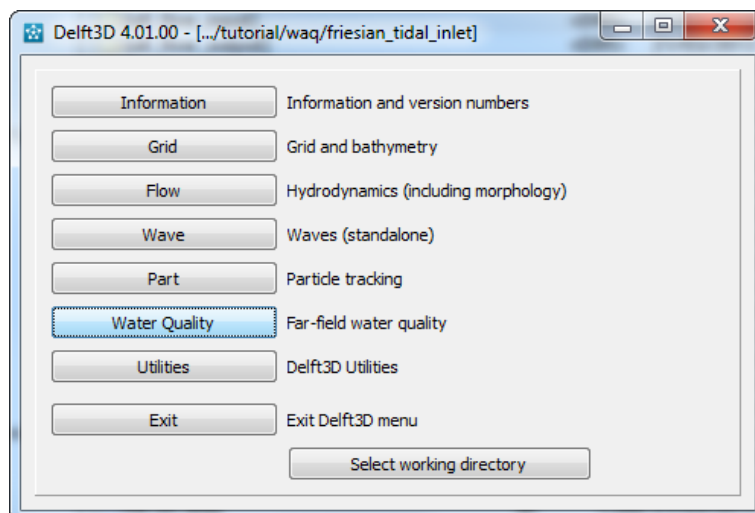 Delft3D 4.01.00 - [.../tutorial/waq/friesian_tidal_inlet]
Information Information and version numbers
Grid Grid and bathymetry
Flow Hydrodynamics (including morphology)
Wave Waves (standalone)
Part Particle tracking
Water Quality Far-field water quality
Utilities Delft3D Utilities
Exit Exit Delft3D menu
Select working directory